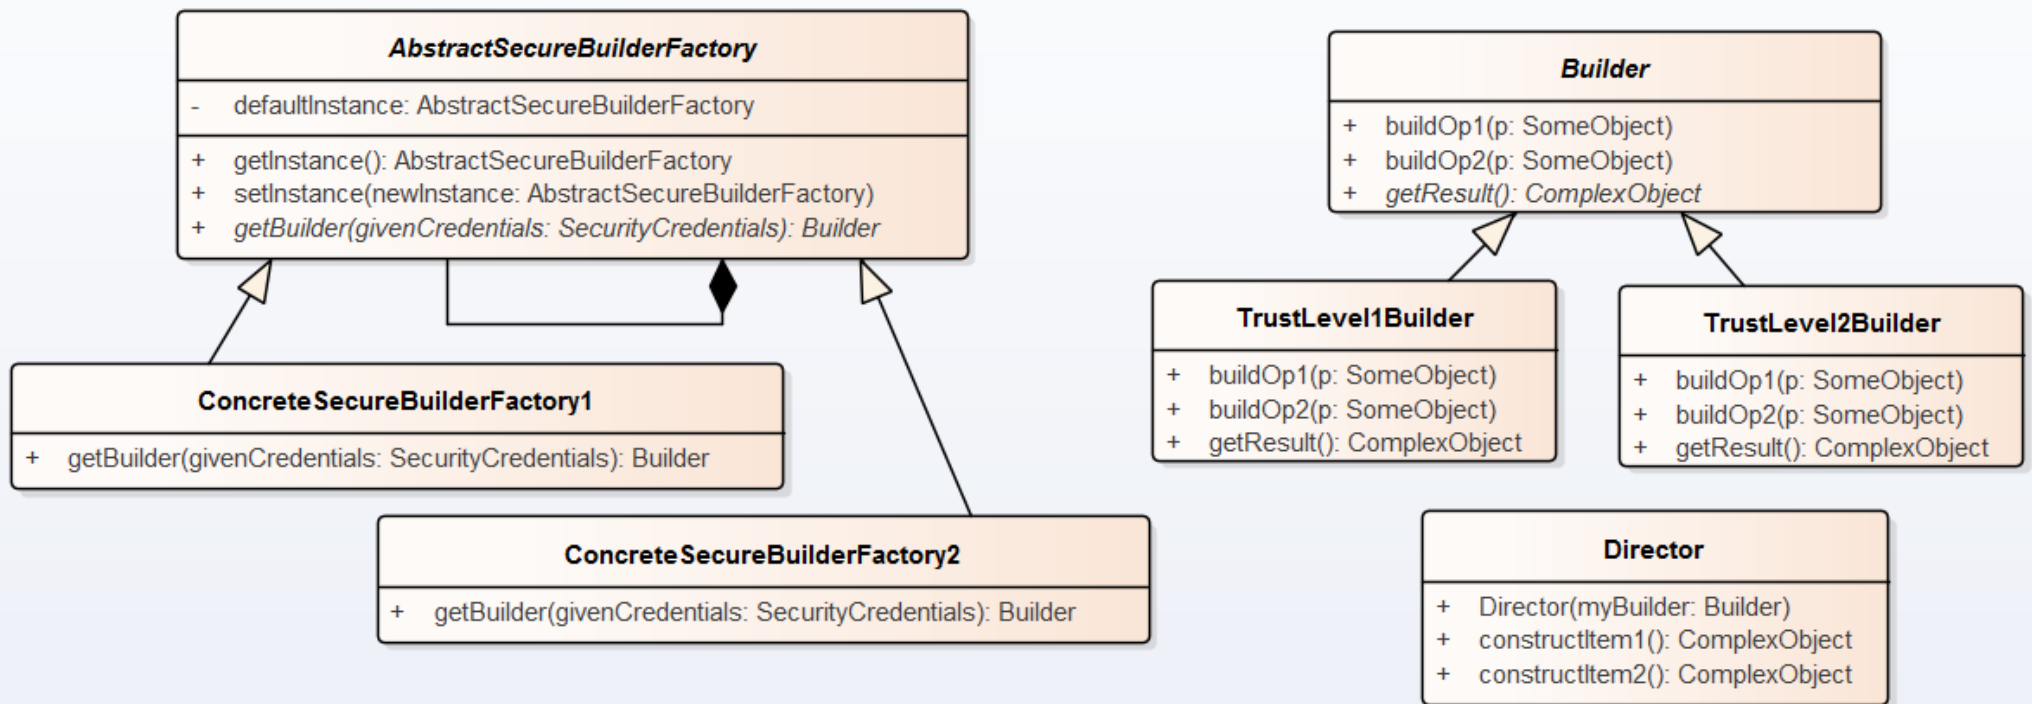 AbstractSecureBuilderFactory
- defaultInstance: AbstractSecureBuilderFactory
+ getInstance(): AbstractSecureBuilderFactory
+ setInstance(newInstance: AbstractSecureBuilderFactory)
+ getBuilder(givenCredentials: SecurityCredentials): Builder
ConcreteSecureBuilderFactory1
+ getBuilder(givenCredentials: SecurityCredentials): Builder
ConcreteSecureBuilderFactory2
+ getBuilder(givenCredentials: SecurityCredentials): Builder
Builder
+ buildOp1(p: SomeObject)
+ buildOp2(p: SomeObject)
+ getResult(): ComplexObject
TrustLevel1Builder
+ buildOp1(p: SomeObject)
+ buildOp2(p: SomeObject)
+ getResult(): ComplexObject
TrustLevel2Builder
+ buildOp1(p: SomeObject)
+ buildOp2(p: SomeObject)
+ getResult(): ComplexObject
Director
+ Director(myBuilder: Builder)
+ constructItem1(): ComplexObject
+ constructItem2(): ComplexObject